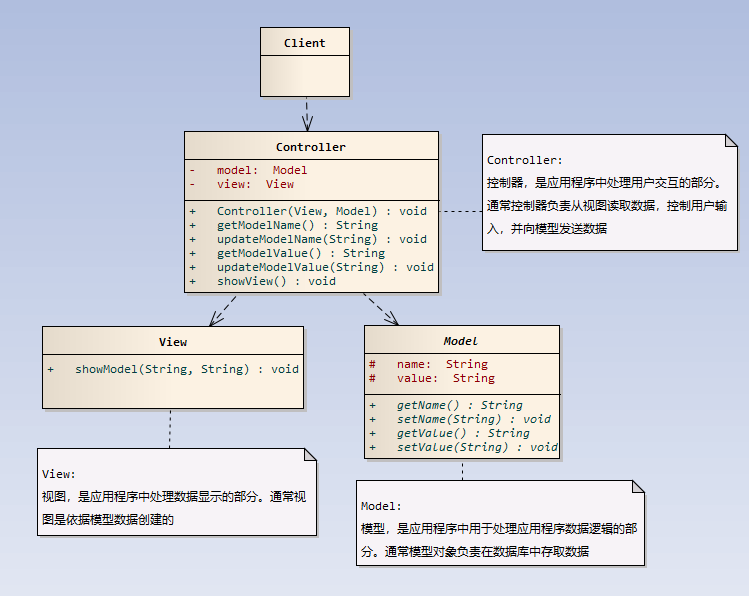 Client
Controller
- model: Model
- view: View
+ Controller(View, Model) : void
+ getModelName() : String
+ updateModelName(String) : void
+ getModelValue() : String
+ updateModelValue(String) : void
+ showView() : void
Controller:
控制器，是应用程序中处理用户交互的部分。
通常控制器负责从视图读取数据，控制用户输
入，并向模型发送数据
View
+ showModel(String, String) : void
Model
# name: String
# value: String
+ getName() : String
+ setName(String) : void
+ getValue() : String
+ setValue(String) : void
View:
视图，是应用程序中处理数据显示的部分。通常视
图是依据模型数据创建的
Model:
模型，是应用程序中用于处理应用程序数据逻辑的部
分。通常模型对象负责在数据库中存取数据